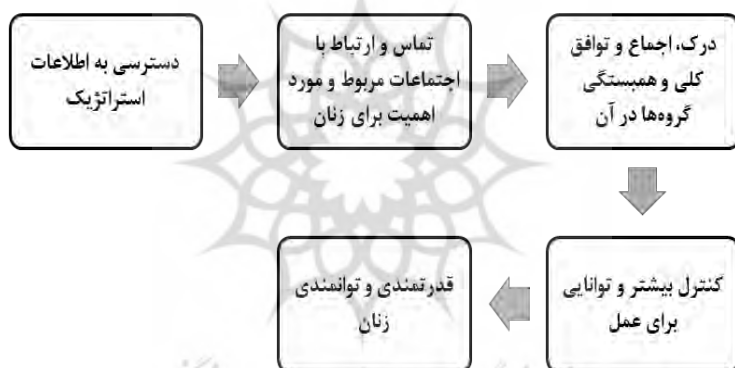 دسترسی به اطلاعات
استراتژیک
تماس و ارتباط با
اجتماعات مربوط و مورد
اهمیت برای زنان
درک، اجماع و توافق
کلی و همبستگی
گروه‌ها در آن
کنترل بیشتر و توانایی
برای عمل
قدرتمندی و توانمندی
زنان